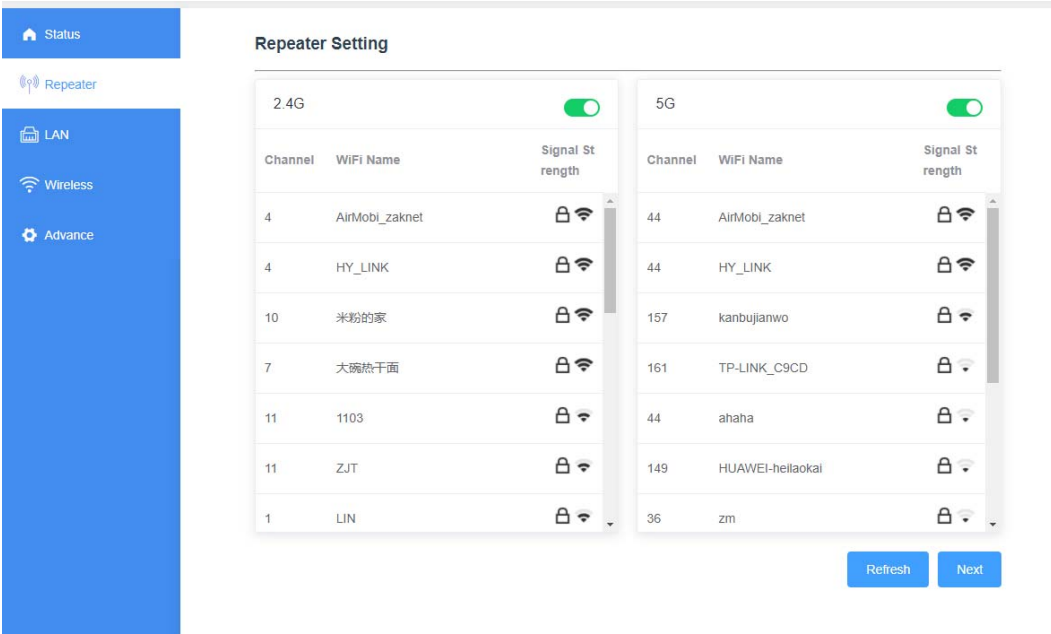 Status
Repeater
LAN
Wireless
Advance
Repeater Setting
2.4G
Channel WiFi Name Signal St
rength
4 AirMobi_zaknet
4 HY_LINK
10 米粉的家
7 大碗热干面
11 1103
11 ZJT
1 LIN
5G
Channel WiFi Name Signal St
rength
44 AirMobi_zaknet
44 HY_LINK
157 kanbujianwo
161 TP-LINK_C9CD
44 ahaha
149 HUAWEI-heilaokai
36 zm
Refresh Next